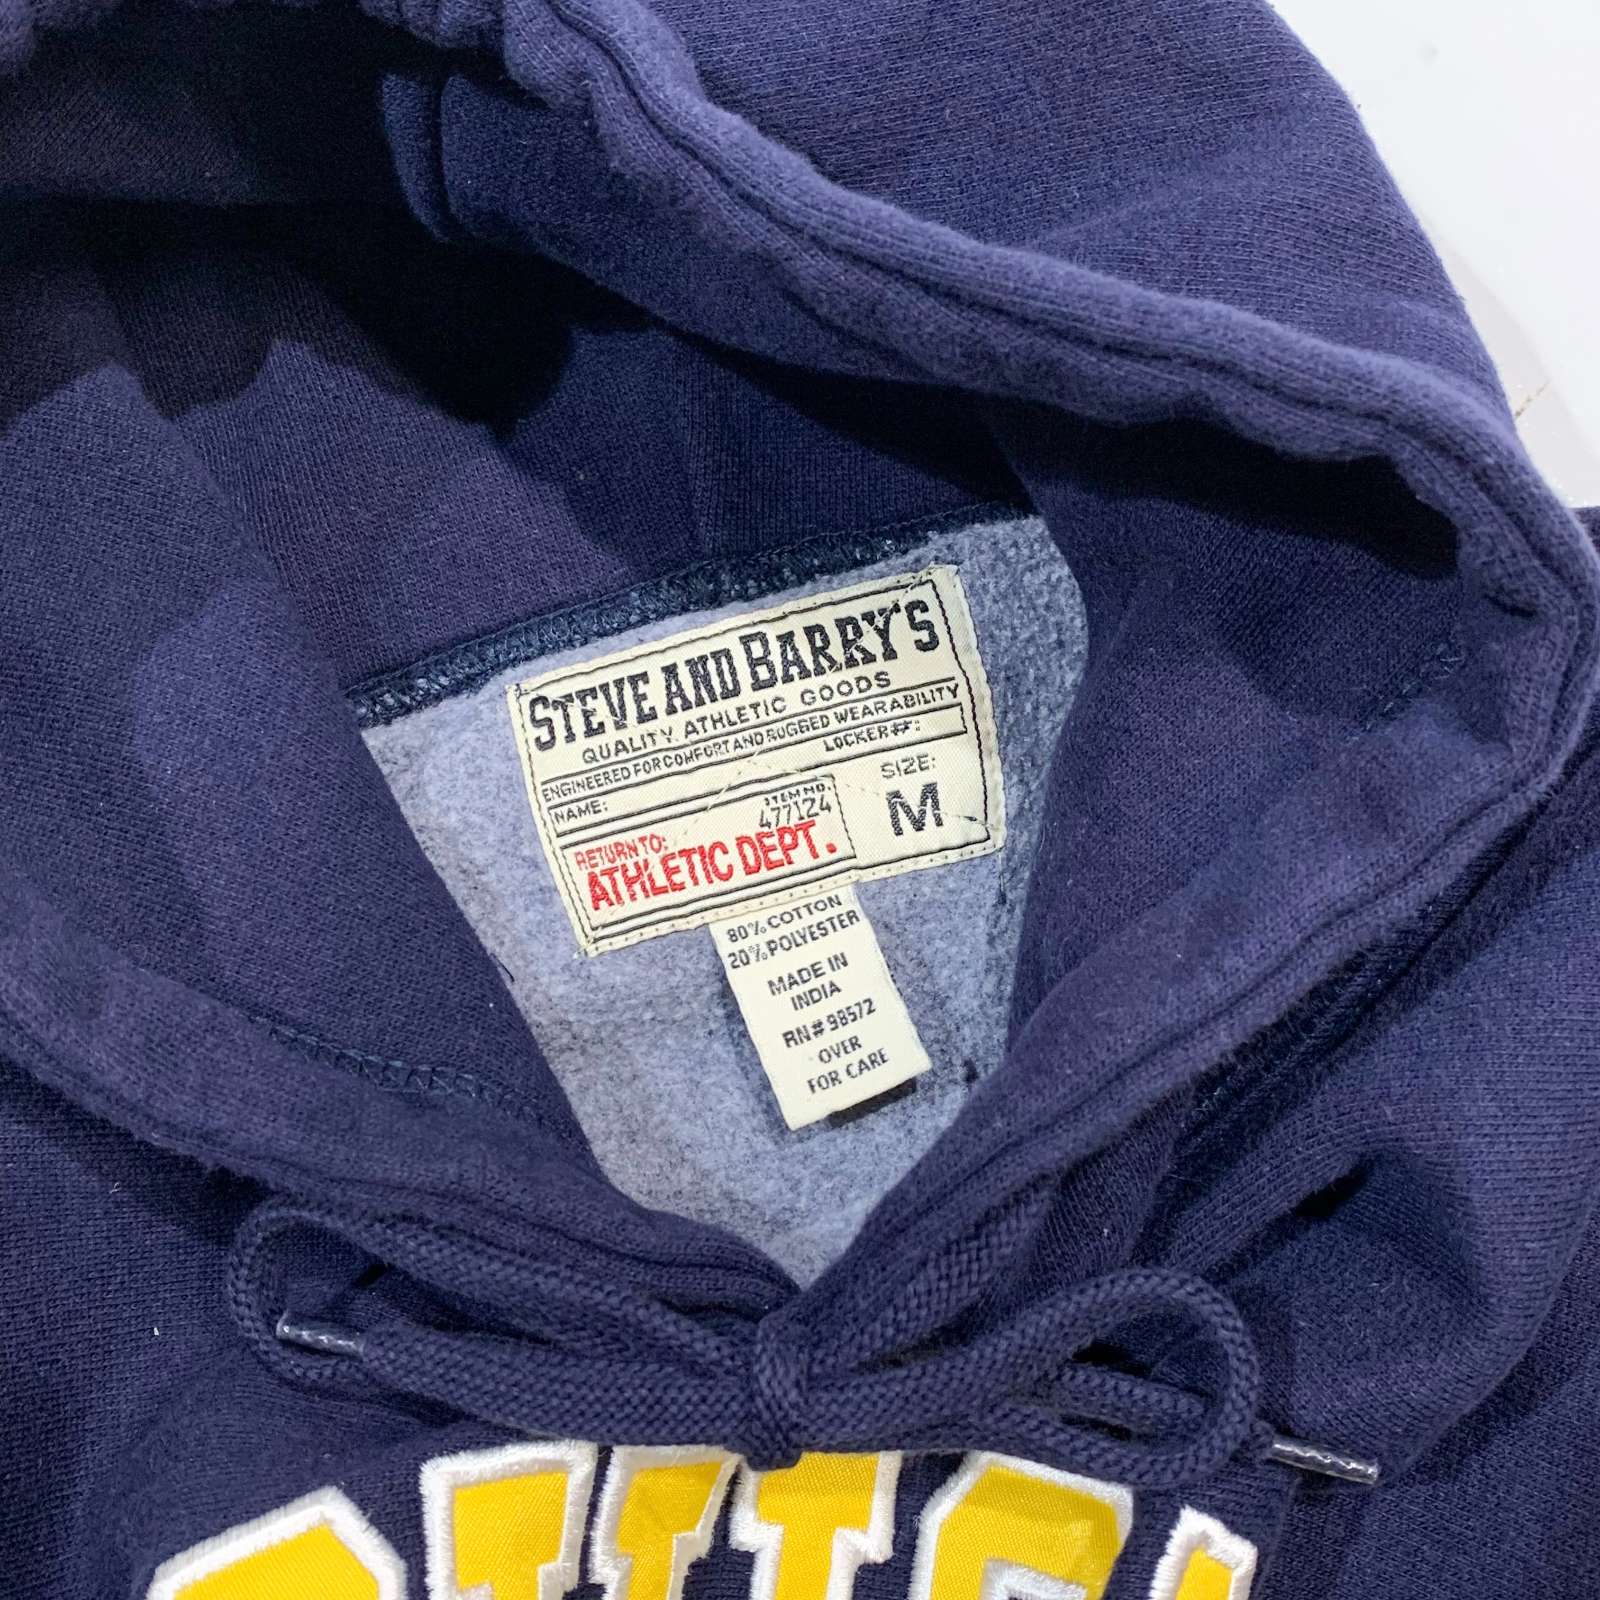 STEVE AND BARRY'S
QUALITY ATHLETIC GOODS
ENGINEERED FOR COMFORT AND RUGGED WEARABILITY
NAME: LOCKER#:
ITEM NO.
477124
SIZE:
M
RETURN TO:
ATHLETIC DEPT.
80% COTTON
20% POLYESTER
MADE IN
INDIA
RN# 98572
OVER
FOR CARE